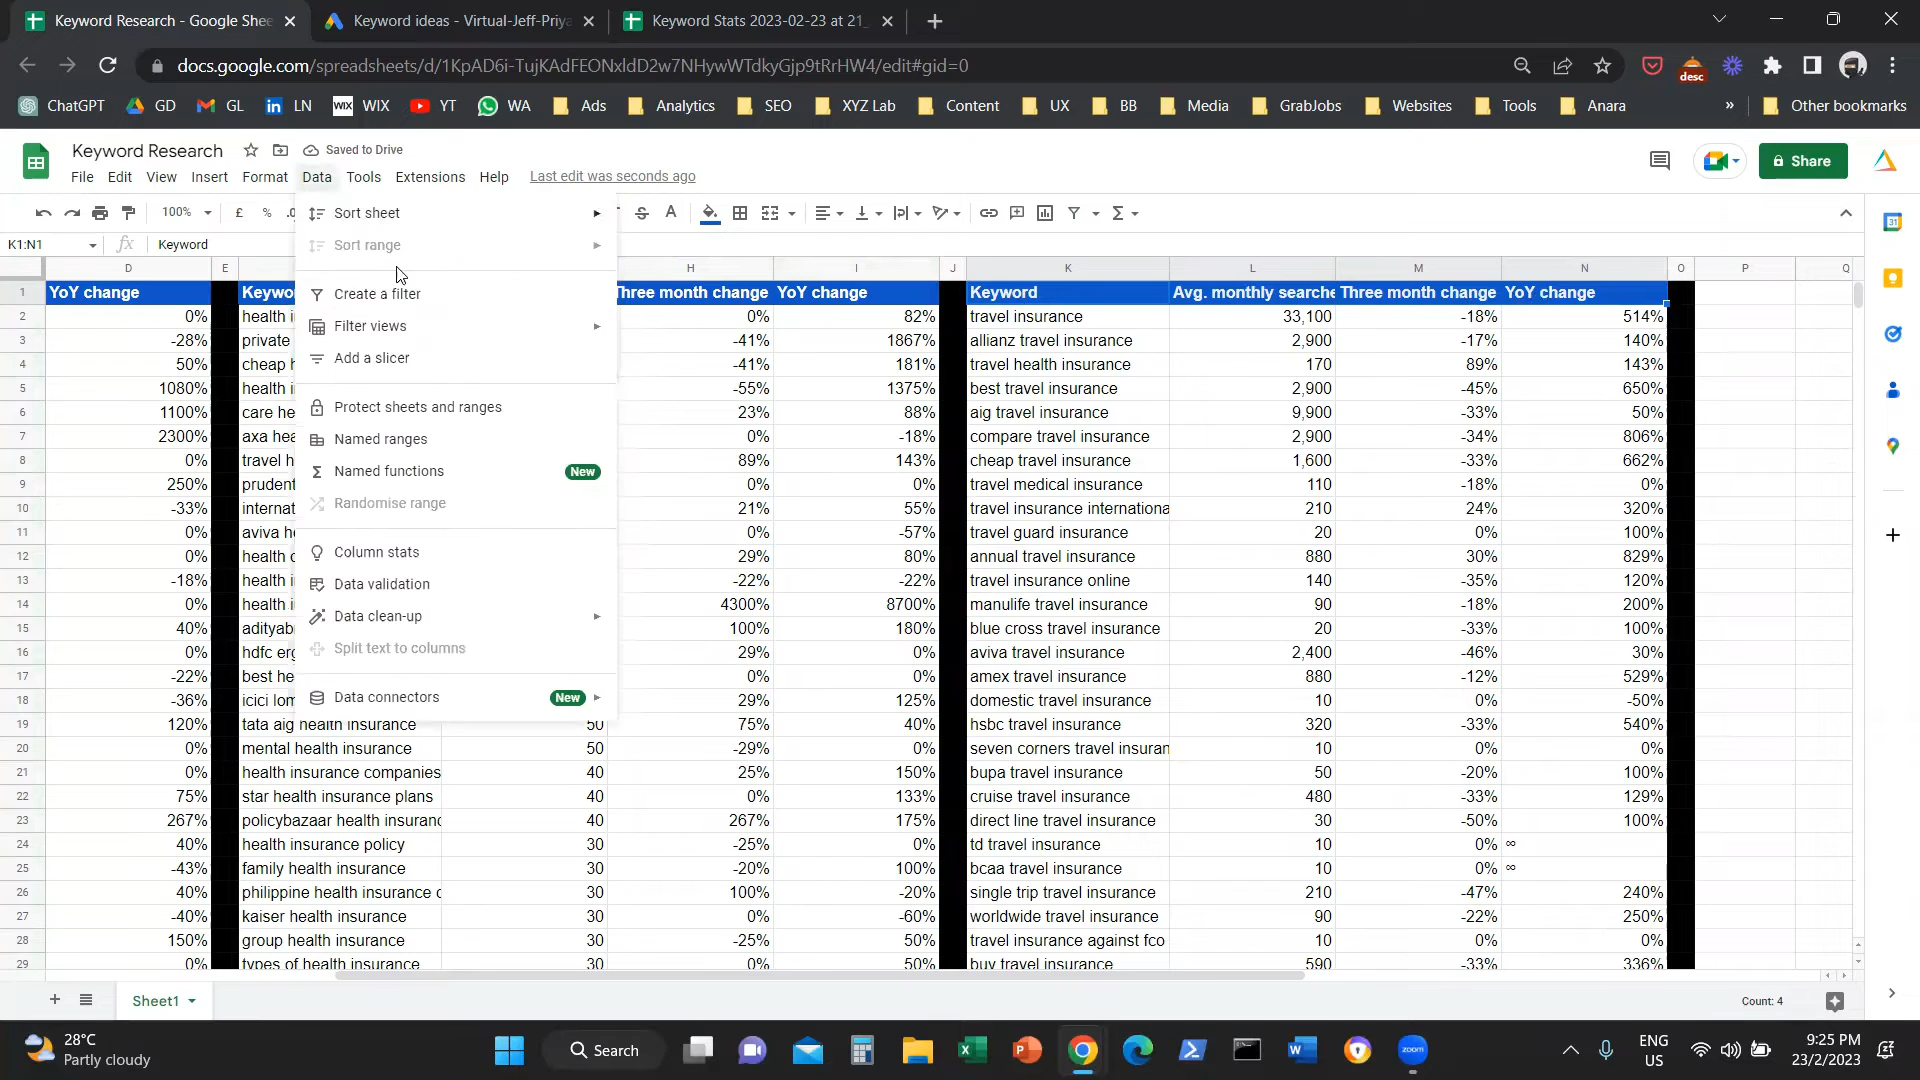 Keyword Research - Google Shee
Keyword ideas - Virtual-Jeff-Priya
Keyword Stats 2023-02-23 at 21_
docs.google.com/spreadsheets/d/1KpAD6i-TujKAdFEONxldD2w7NHywWTdkyGjp9tRrHW4/edit#gid=0
desc
ChatGPT GD GL LN WIX WIX YT WA Ads Analytics SEO XYZ Lab Content UX BB Media GrabJobs Websites Tools Anara » Other bookmarks
Keyword Research Saved to Drive
File Edit View Insert Format Data Tools Extensions Help Last edit was seconds ago
Share
100% £ % .0
K1:N1 fx Keyword
Sort sheet
Sort range
Create a filter
Filter views
Add a slicer
Protect sheets and ranges
Named ranges
Named functions New
Randomise range
Column stats
Data validation
Data clean-up
Split text to columns
Data connectors New
D E H I J K L M N O P Q
1 YoY change Keywo Three month change YoY change Keyword Avg. monthly searche Three month change YoY change
2 0% health i 0% 82% travel insurance 33,100 -18% 514%
3 -28% private -41% 1867% allianz travel insurance 2,900 -17% 140%
4 50% cheap h -41% 181% travel health insurance 170 89% 143%
5 1080% health i -55% 1375% best travel insurance 2,900 -45% 650%
6 1100% care he 23% 88% aig travel insurance 9,900 -33% 50%
7 2300% axa hea 0% -18% compare travel insurance 2,900 -34% 806%
8 0% travel h 89% 143% cheap travel insurance 1,600 -33% 662%
9 250% prudent 0% 0% travel medical insurance 110 -18% 0%
10 -33% internat 21% 55% travel insurance internationa 210 24% 320%
11 0% aviva he 0% -57% travel guard insurance 20 0% 100%
12 0% health c 29% 80% annual travel insurance 880 30% 829%
13 -18% health i -22% -22% travel insurance online 140 -35% 120%
14 0% health i 4300% 8700% manulife travel insurance 90 -18% 200%
15 40% adityab 100% 180% blue cross travel insurance 20 -33% 100%
16 0% hdfc erg 29% 0% aviva travel insurance 2,400 -46% 30%
17 -22% best he 0% 0% amex travel insurance 880 -12% 529%
18 -36% icici lom 29% 125% domestic travel insurance 10 0% -50%
19 120% tata aig health insurance 50 75% 40% hsbc travel insurance 320 -33% 540%
20 0% mental health insurance 50 -29% 0% seven corners travel insuran 10 0% 0%
21 0% health insurance companies 40 25% 150% bupa travel insurance 50 -20% 100%
22 75% star health insurance plans 40 0% 133% cruise travel insurance 480 -33% 129%
23 267% policybazaar health insuranc 40 267% 175% direct line travel insurance 30 -50% 100%
24 40% health insurance policy 30 -25% 0% td travel insurance 10 0% ∞
25 -43% family health insurance 30 -20% 100% bcaa travel insurance 10 0% ∞
26 40% philippine health insurance c 30 100% -20% single trip travel insurance 210 -47% 240%
27 -40% kaiser health insurance 30 0% -60% worldwide travel insurance 90 -22% 250%
28 150% group health insurance 30 -25% 50% travel insurance against fco 10 0% 0%
29 0% types of health insurance 30 0% 50% buy travel insurance 590 -33% 336%
Sheet1 Count: 4
28°C
Partly cloudy
Search
zoom
ENG
US
9:25 PM
23/2/2023